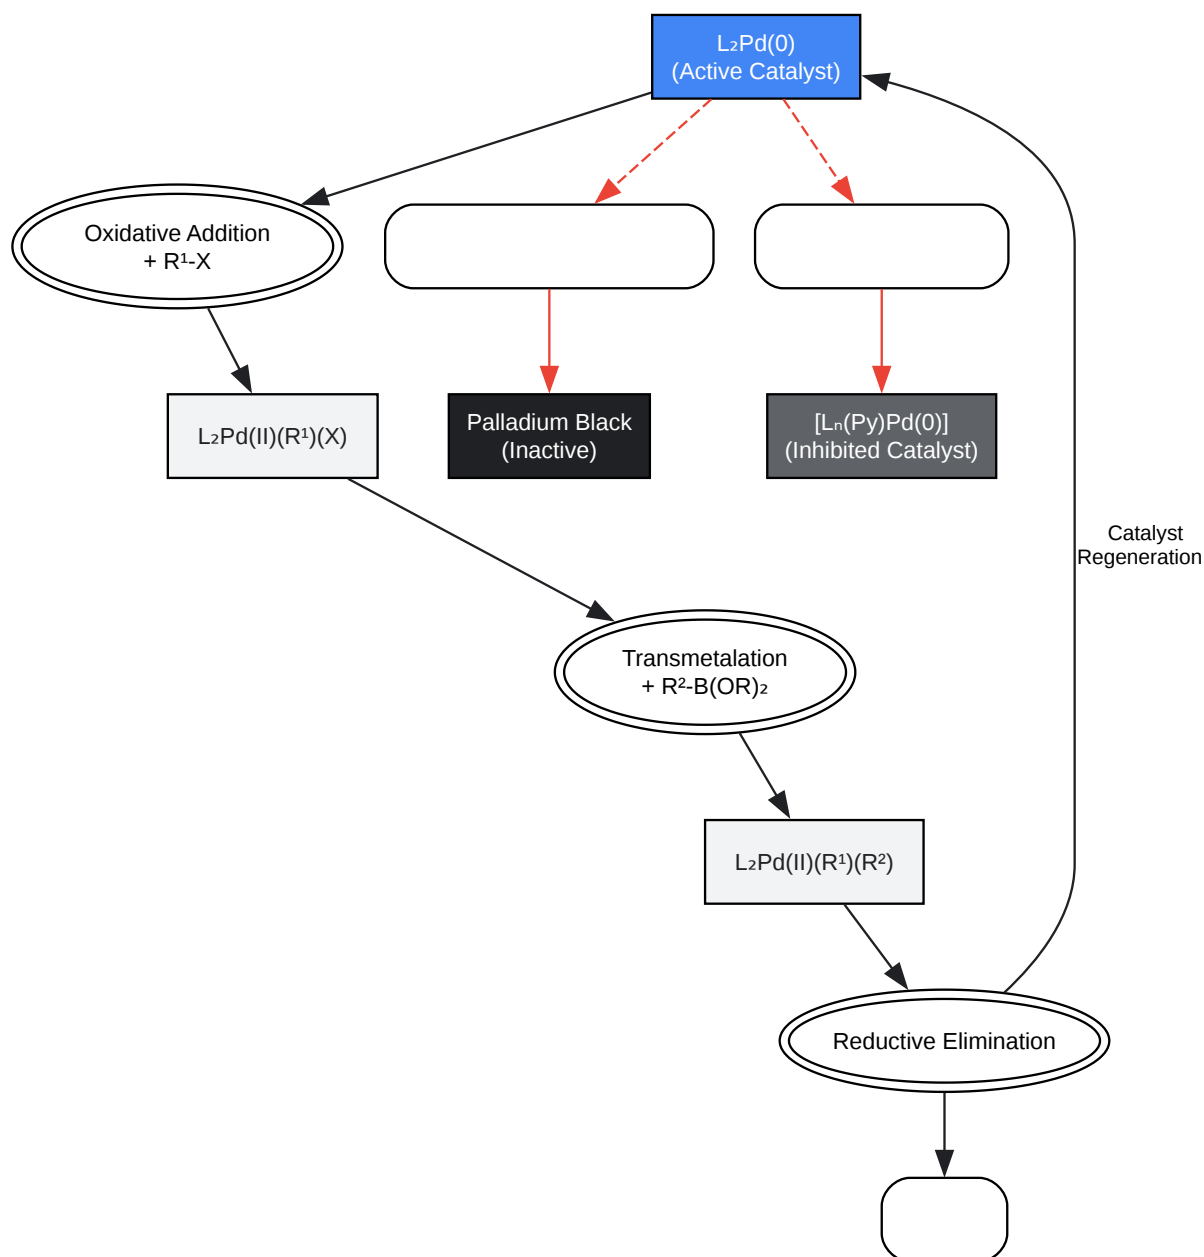 L₂Pd(0)
(Active Catalyst)
Oxidative Addition
+ R¹-X
L₂Pd(II)(R¹)(X)
Palladium Black
(Inactive)
[Lₙ(Py)Pd(0)]
(Inhibited Catalyst)
Catalyst
Regeneration
Transmetalation
+ R²-B(OR)₂
L₂Pd(II)(R¹)(R²)
Reductive Elimination